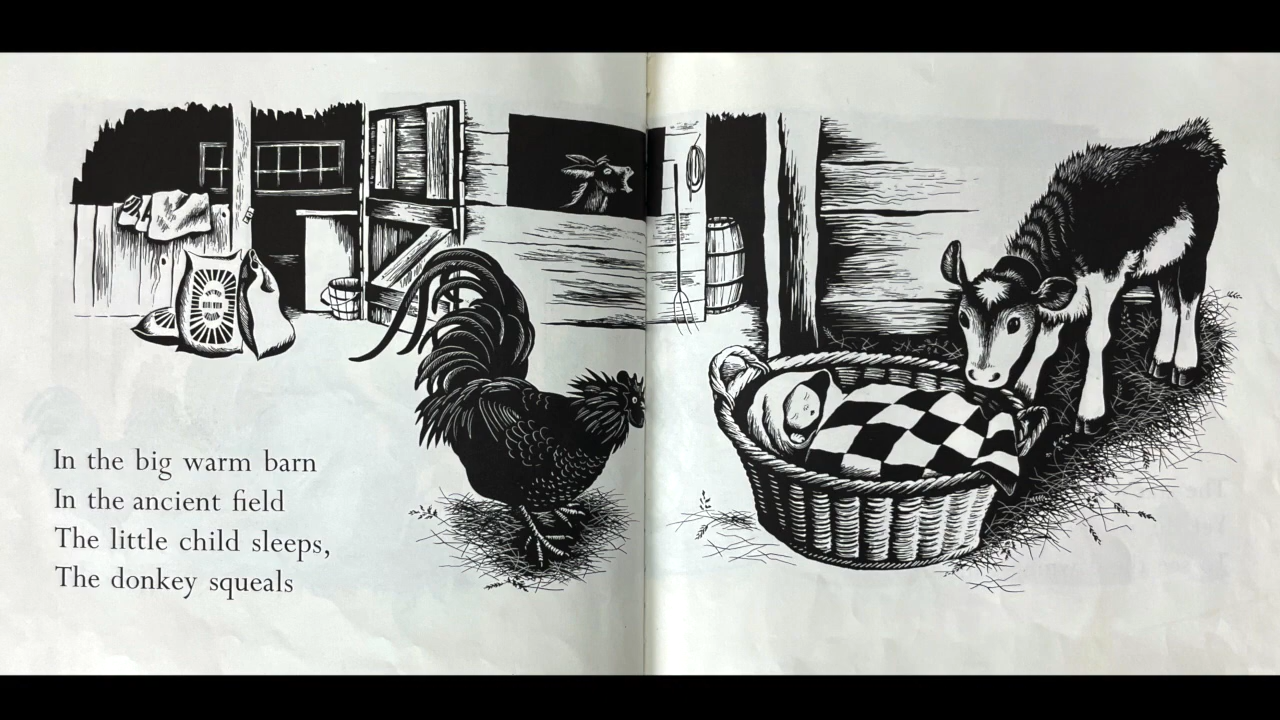 In the big warm barn
In the ancient field
The little child sleeps,
The donkey squeals